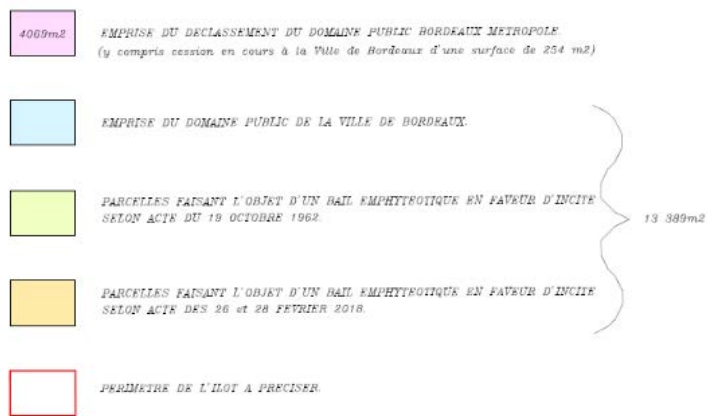 4069m2
EMPRISE DU DECLASSEMENT DU DOMAINE PUBLIC BORDEAUX METROPOLE.
(y compris cession en cours à la Ville de Bordeaux d'une surface de 254 m2)
EMPRISE DU DOMAINE PUBLIC DE LA VILLE DE BORDEAUX.
PARCELLES FAISANT L'OBJET D'UN BAIL EMPHYTEOTIQUE EN FAVEUR D'INCITE
SELON ACTE DU 19 OCTOBRE 1962.
13 389m2
PARCELLES FAISANT L'OBJET D'UN BAIL EMPHYTEOTIQUE EN FAVEUR D'INCITE
SELON ACTE DES 26 et 28 FEVRIER 2018.
PERIMETRE DE L'ILOT A PRECISER.